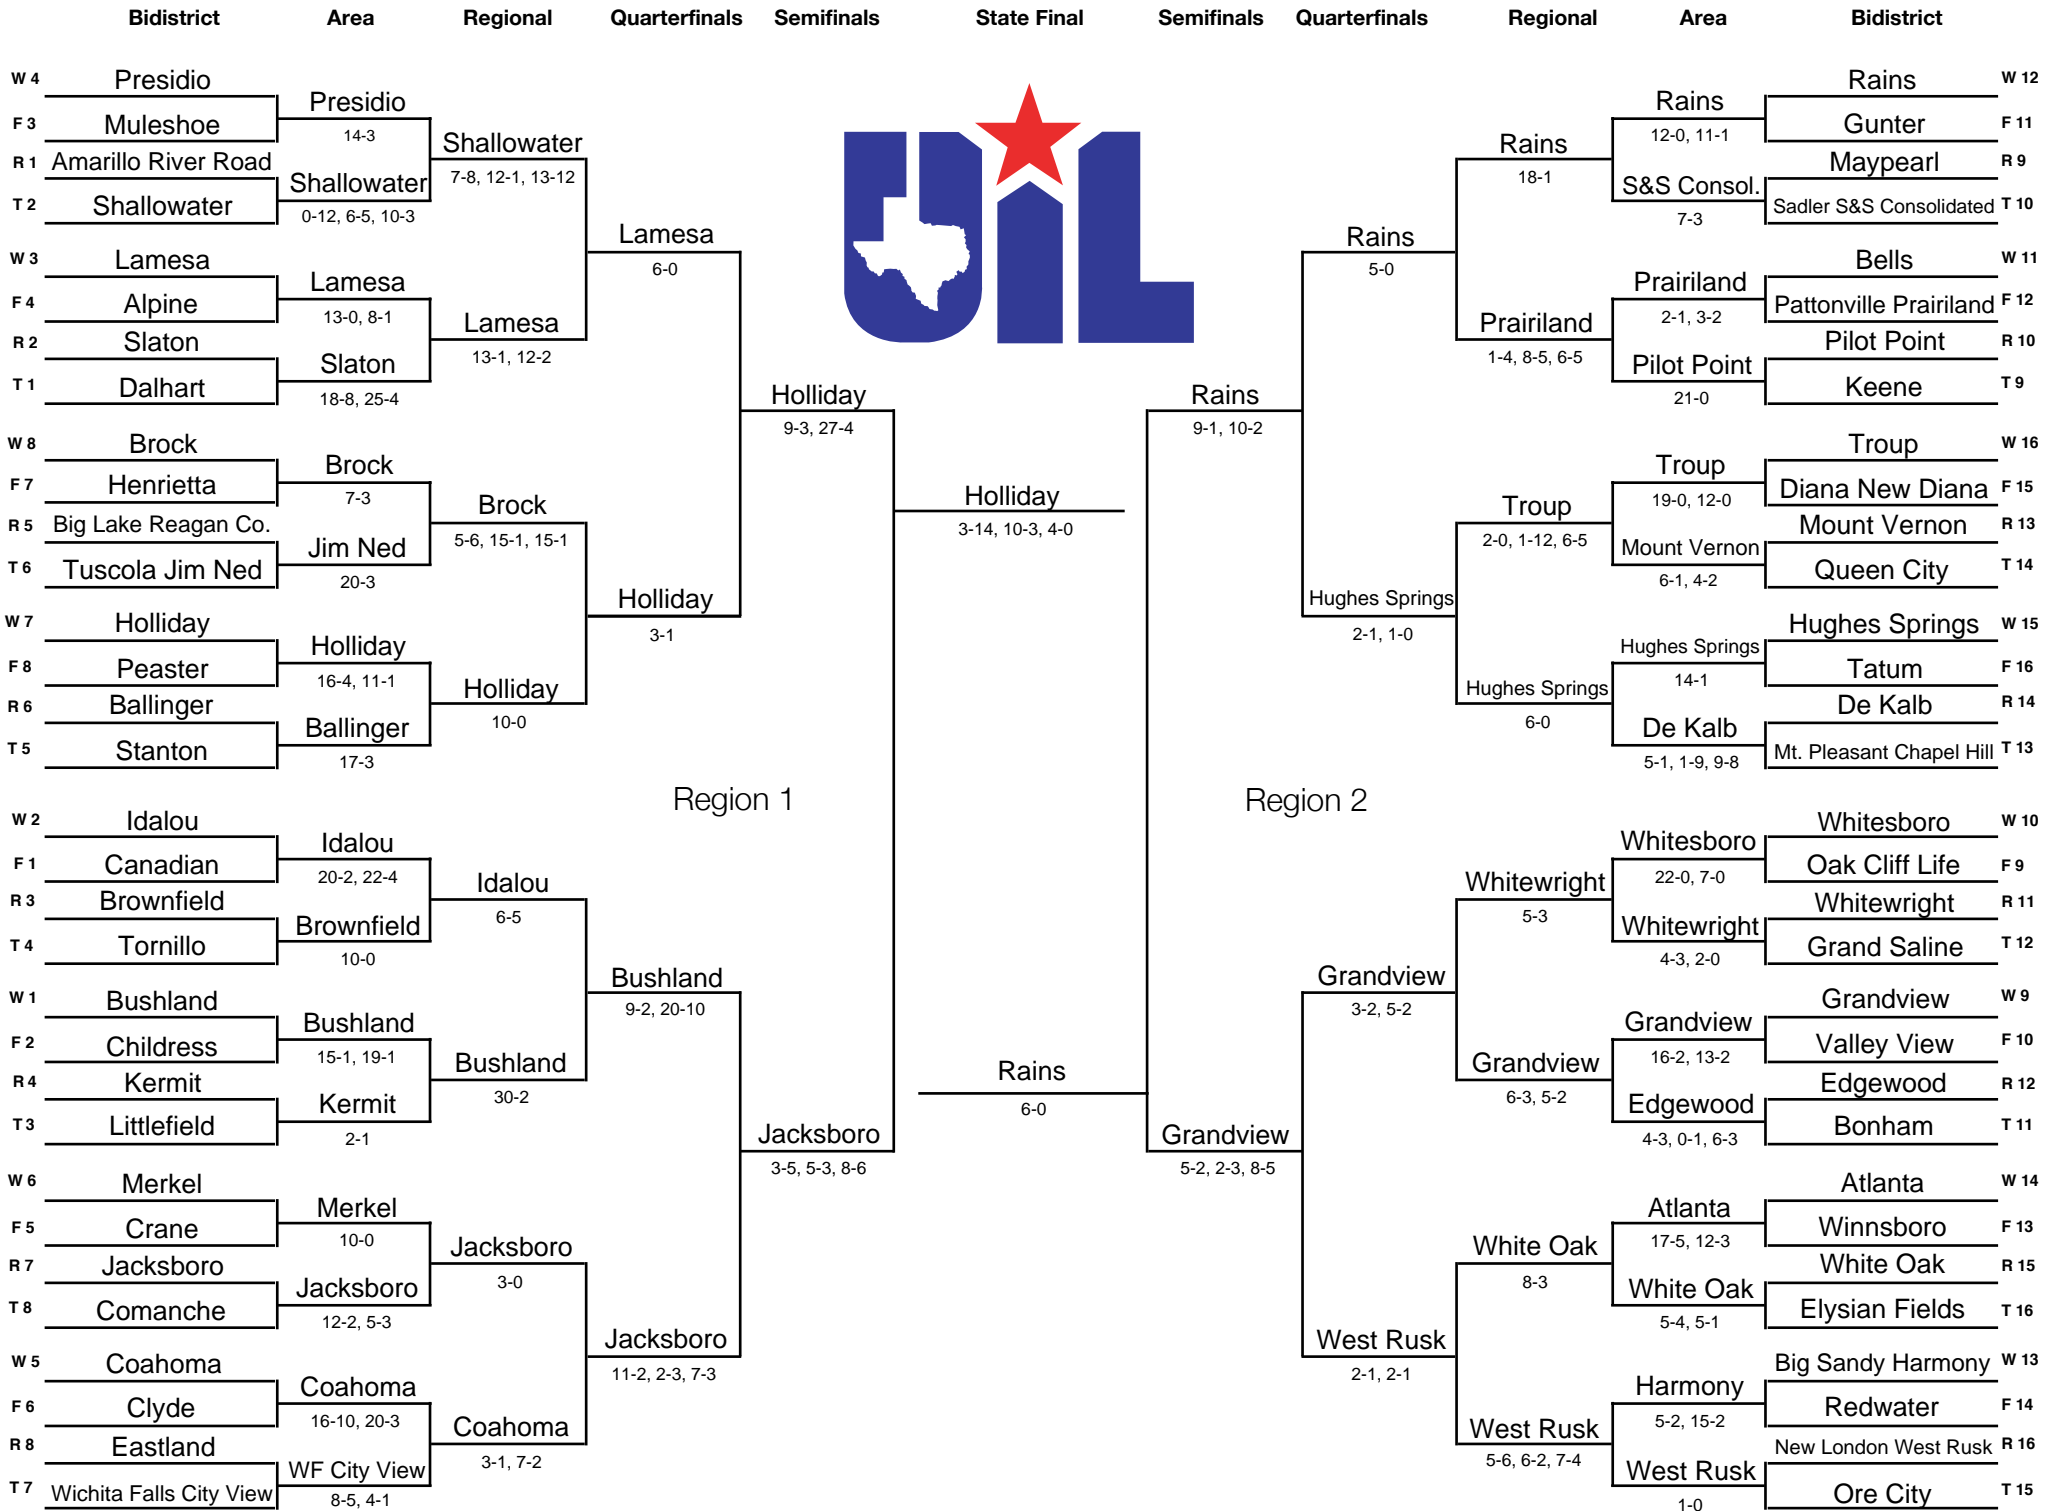 Bidistrict Area Regional Quarterfinals Semifinals State Final Semifinals Quarterfinals Regional Area Bidistrict
W 4 Presidio
Presidio
14-3
F 3 Muleshoe
Shallowater
7-8, 12-1, 13-12
R 1 Amarillo River Road
Shallowater
0-12, 6-5, 10-3
T 2 Shallowater
Lamesa
6-0
W 3 Lamesa
Lamesa
13-0, 8-1
F 4 Alpine
Lamesa
13-1, 12-2
R 2 Slaton
Slaton
18-8, 25-4
T 1 Dalhart
Holliday
9-3, 27-4
W 8 Brock
Brock
7-3
F 7 Henrietta
Brock
5-6, 15-1, 15-1
R 5 Big Lake Reagan Co.
Jim Ned
20-3
T 6 Tuscola Jim Ned
Holliday
3-1
W 7 Holliday
Holliday
16-4, 11-1
F 8 Peaster
Holliday
10-0
R 6 Ballinger
Ballinger
17-3
T 5 Stanton
Holliday
3-14, 10-3, 4-0
Region 1
W 2 Idalou
Idalou
20-2, 22-4
F 1 Canadian
Idalou
6-5
R 3 Brownfield
Brownfield
10-0
T 4 Tornillo
Bushland
9-2, 20-10
W 1 Bushland
Bushland
15-1, 19-1
F 2 Childress
Bushland
30-2
R 4 Kermit
Kermit
2-1
T 3 Littlefield
Jacksboro
3-5, 5-3, 8-6
W 6 Merkel
Merkel
10-0
F 5 Crane
Jacksboro
3-0
R 7 Jacksboro
Jacksboro
12-2, 5-3
T 8 Comanche
Jacksboro
11-2, 2-3, 7-3
W 5 Coahoma
Coahoma
16-10, 20-3
F 6 Clyde
Coahoma
3-1, 7-2
R 8 Eastland
WF City View
8-5, 4-1
T 7 Wichita Falls City View
UIL
Rains W 12
Rains
12-0, 11-1
Gunter F 11
Rains
18-1
Maypearl R 9
S&S Consol.
7-3
Sadler S&S Consolidated T 10
Rains
5-0
Bells W 11
Prairiland
2-1, 3-2
Pattonville Prairiland F 12
Prairiland
1-4, 8-5, 6-5
Pilot Point R 10
Pilot Point
21-0
Keene T 9
Rains
9-1, 10-2
Troup W 16
Troup
19-0, 12-0
Diana New Diana F 15
Troup
2-0, 1-12, 6-5
Mount Vernon R 13
Mount Vernon
6-1, 4-2
Queen City T 14
Hughes Springs
2-1, 1-0
Hughes Springs W 15
Hughes Springs
14-1
Tatum F 16
Hughes Springs
6-0
De Kalb R 14
De Kalb
5-1, 1-9, 9-8
Mt. Pleasant Chapel Hill T 13
Region 2
Rains
6-0
Whitesboro W 10
Whitesboro
22-0, 7-0
Oak Cliff Life F 9
Whitewright
5-3
Whitewright R 11
Whitewright
4-3, 2-0
Grand Saline T 12
Grandview
3-2, 5-2
Grandview W 9
Grandview
16-2, 13-2
Valley View F 10
Grandview
6-3, 5-2
Edgewood R 12
Edgewood
4-3, 0-1, 6-3
Bonham T 11
Grandview
5-2, 2-3, 8-5
Atlanta W 14
Atlanta
17-5, 12-3
Winnsboro F 13
White Oak
8-3
White Oak R 15
White Oak
5-4, 5-1
Elysian Fields T 16
West Rusk
2-1, 2-1
Big Sandy Harmony W 13
Harmony
5-2, 15-2
Redwater F 14
West Rusk
5-6, 6-2, 7-4
New London West Rusk R 16
West Rusk
1-0
Ore City T 15